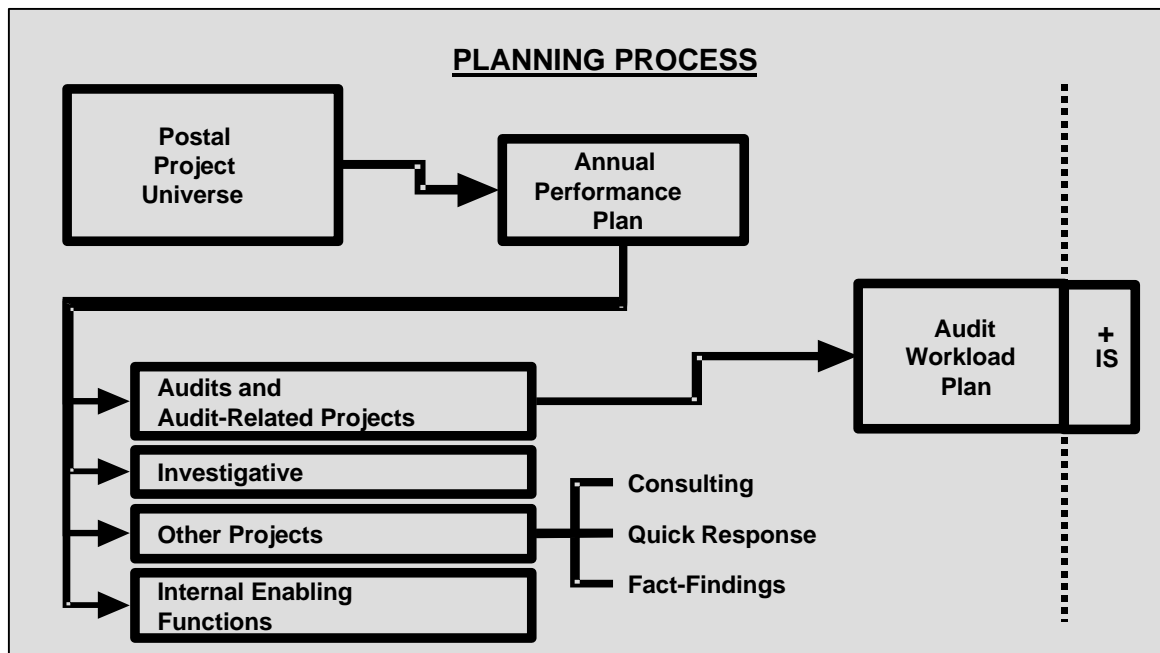 PLANNING PROCESS
Postal
Project
Universe
Annual
Performance
Plan
Audit
Workload
Plan
+
IS
Audits and
Audit-Related Projects
Investigative
Other Projects
Consulting
Quick Response
Fact-Findings
Internal Enabling
Functions